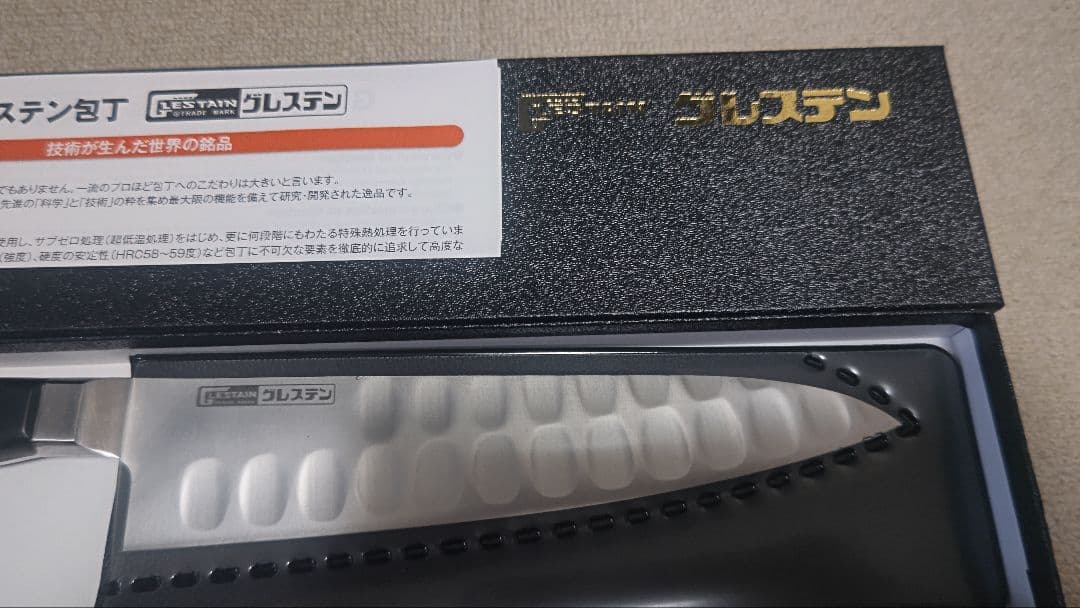 ステン包丁 GLESTAIN ®TRADE MARK グレステン
技術が生んだ世界の銘品
でもありません。一流のプロほど包丁へのこだわりは大きいと言います。
先進の「科学」と「技術」の粋を集め最大限の機能を備えて研究・開発された逸品です。
使用し、サブゼロ処理(超低温処理)をはじめ、更に何段階にもわたる特殊熱処理を行っていま
(強度)、硬度の安定性(HRC58〜59度)など包丁に不可欠な要素を徹底的に追求して高度な
グレステン
GLESTAIN TRADE MARK グレステン